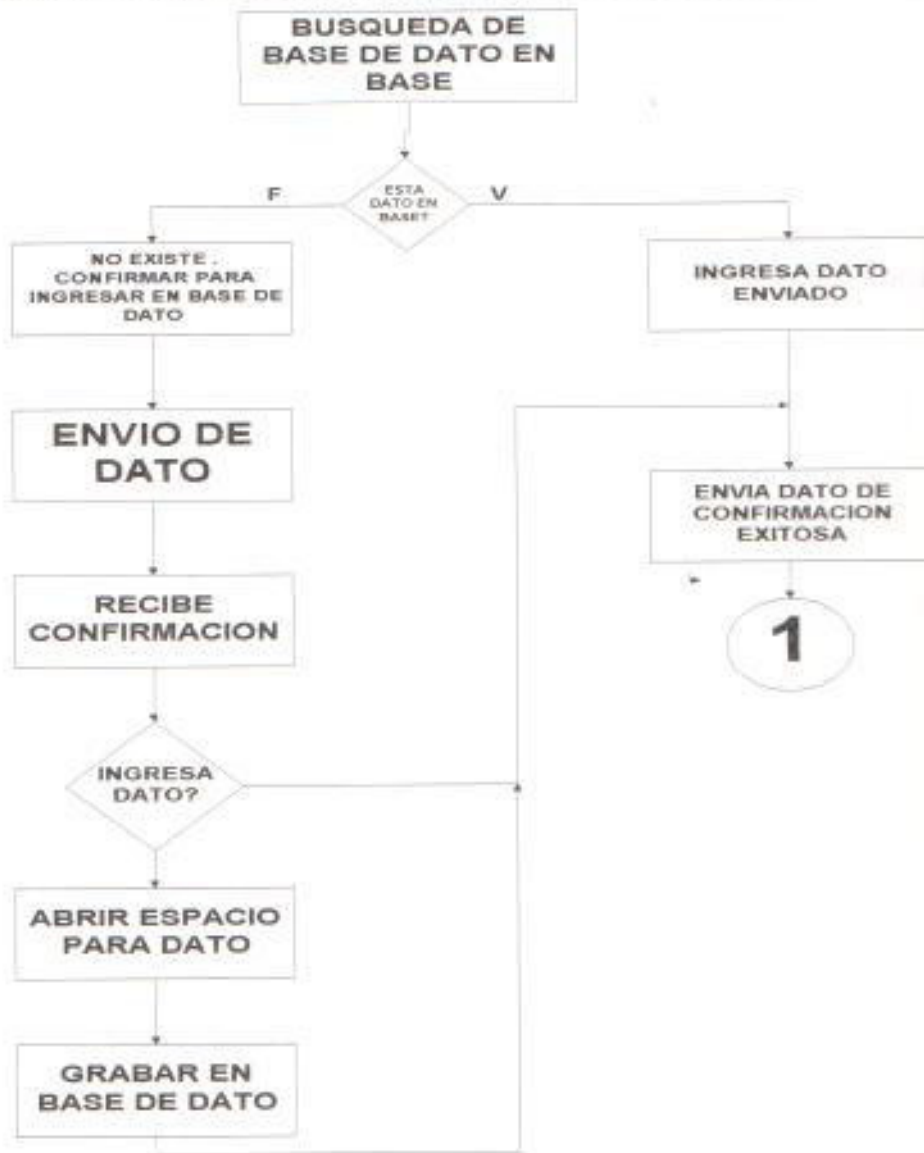 BUSQUEDA DE
BASE DE DATO EN
BASE
F
ESTA
DATO EN
BASE?
V
NO EXISTE .
CONFIRMAR PARA
INGRESAR EN BASE DE
DATO
INGRESA DATO
ENVIADO
ENVIO DE
DATO
ENVIA DATO DE
CONFIRMACION
EXITOSA
RECIBE
CONFIRMACION
1
INGRESA
DATO?
ABRIR ESPACIO
PARA DATO
GRABAR EN
BASE DE DATO